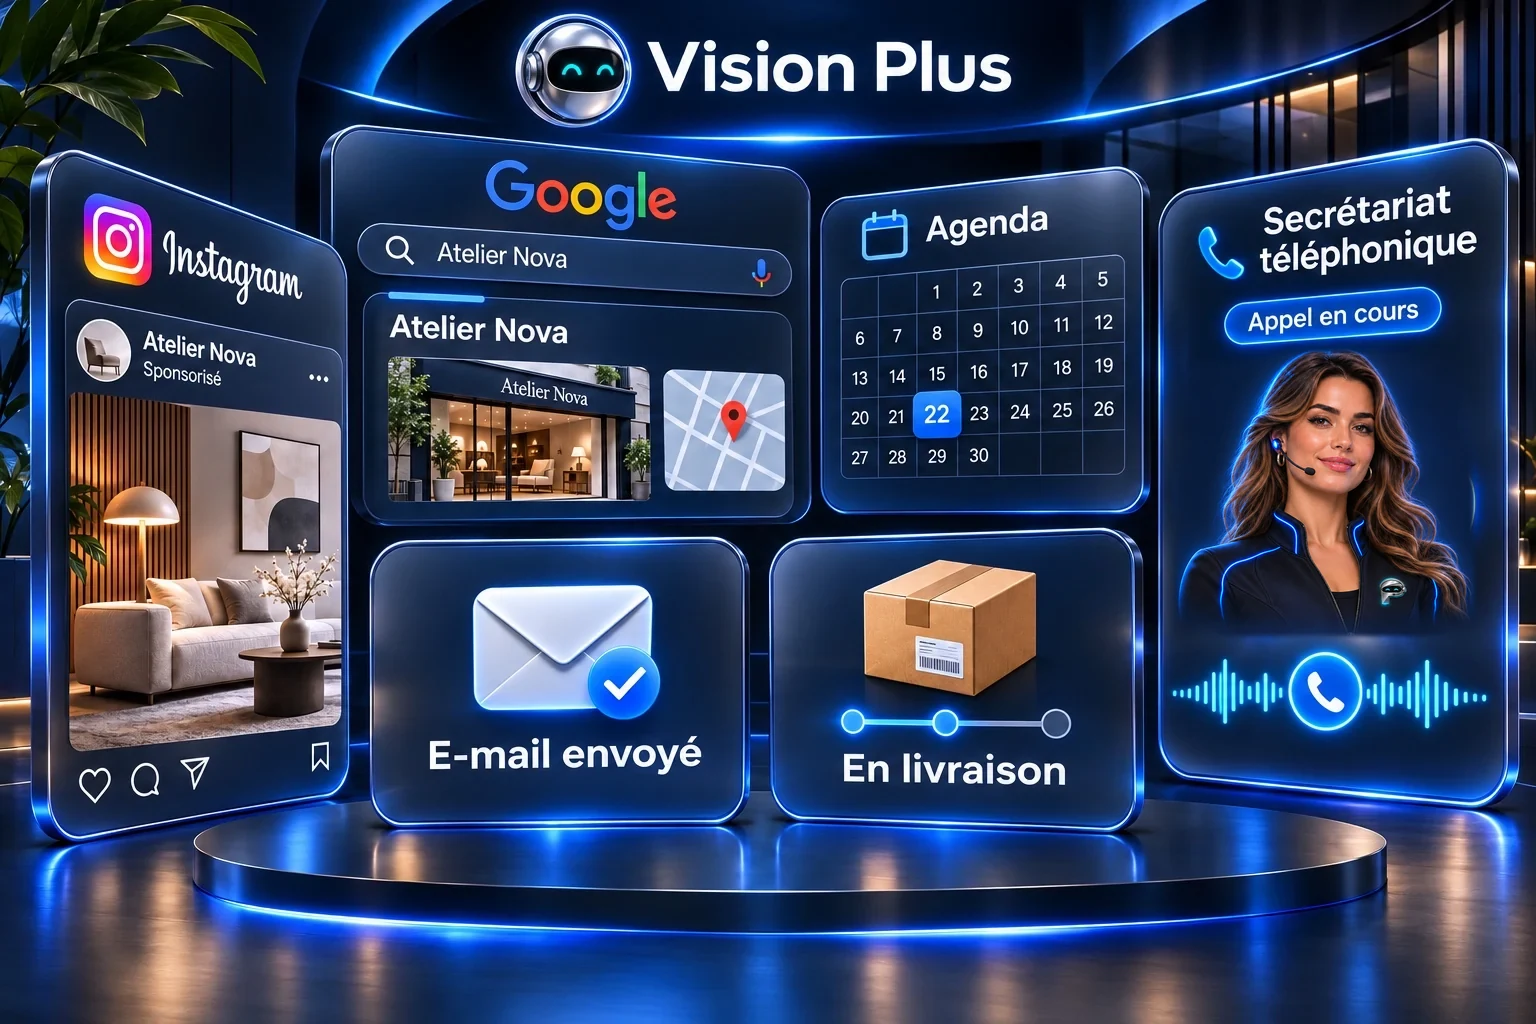 Vision Plus
Instagram
Atelier Nova
Sponsorisé
Google
Atelier Nova
Atelier Nova
Atelier Nova
Agenda
1 2 3 4 5
6 7 8 9 10 11 12
13 14 15 16 17 18 19
20 21 22 23 24 25 26
27 28 29 30
Secrétariat
téléphonique
Appel en cours
E-mail envoyé
En livraison